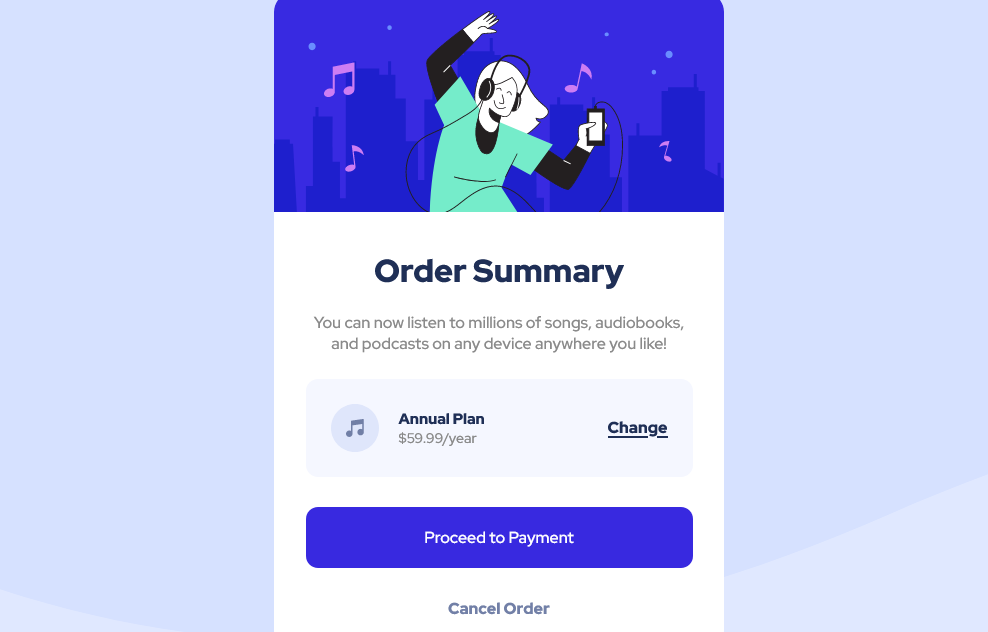 Order Summary
You can now listen to millions of songs, audiobooks,
and podcasts on any device anywhere you like!
Annual Plan
$59.99/year
Change
Proceed to Payment
Cancel Order